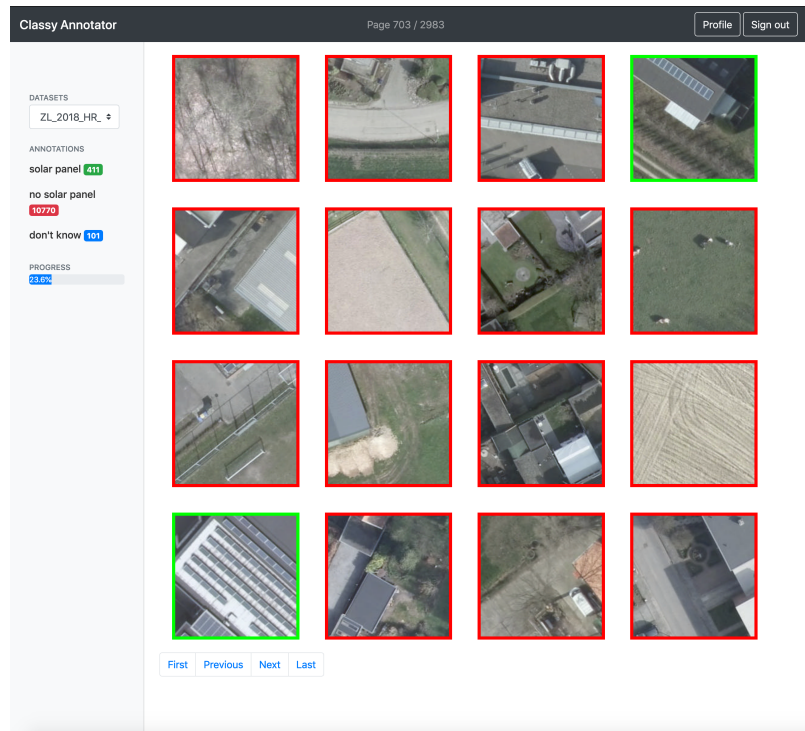 Classy Annotator
Page 703 / 2983
Profile
Sign out
DATASETS
ZL_2018_HR_
ANNOTATIONS
solar panel 411
no solar panel
10770
don't know 101
PROGRESS
23.6%
First Previous Next Last